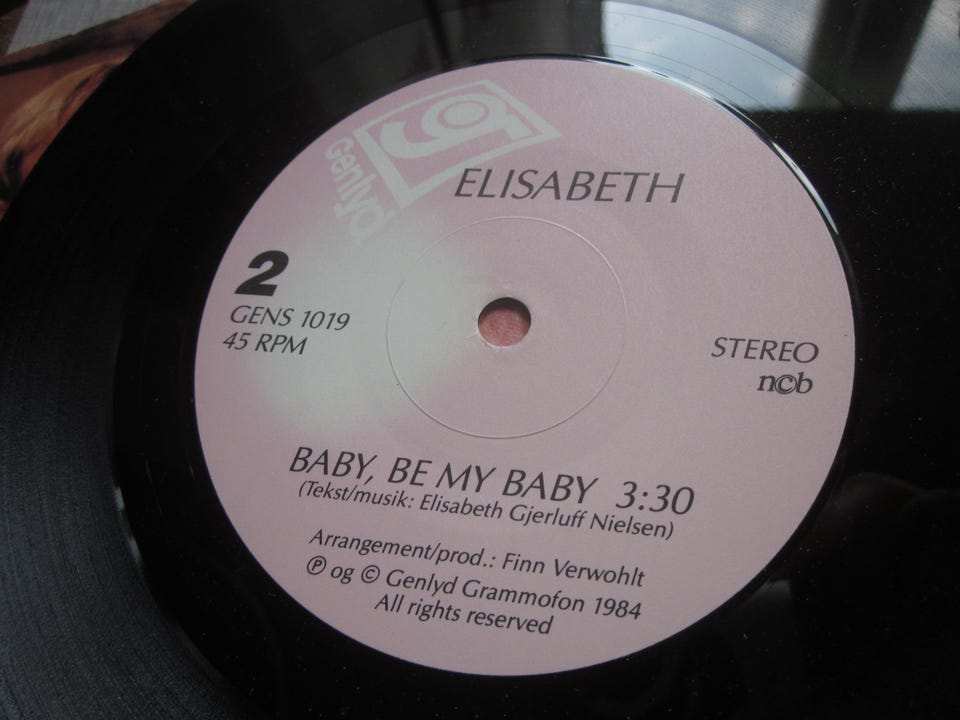 Genlyd
ELISABETH
2
GENS 1019
45 RPM
STEREO
n©b
BABY, BE MY BABY 3:30
(Tekst/musik: Elisabeth Gjerluff Nielsen)
Arrangement/prod.: Finn Verwohlt
℗ og © Genlyd Grammofon 1984
All rights reserved